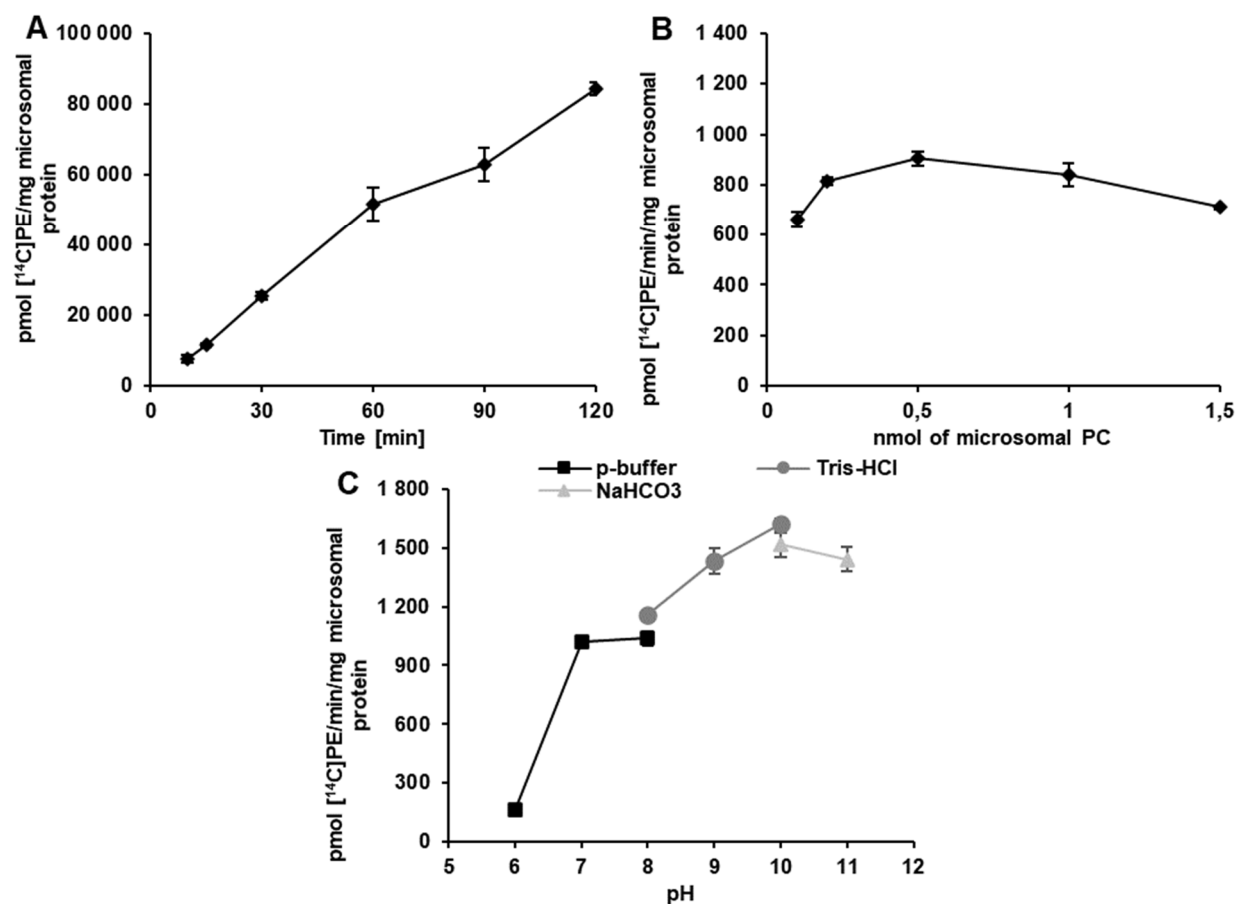 A
100 000
80 000
60 000
40 000
20 000
0
pmol [¹⁴C]PE/mg microsomal
protein
0 30 60 90 120
Time [min]
B
1 400
1 200
1 000
800
600
400
200
0
pmol [¹⁴C]PE/min/mg microsomal
protein
0 0,5 1 1,5
nmol of microsomal PC
C
p-buffer Tris-HCl
NaHCO3
1 800
1 500
1 200
900
600
300
0
pmol [¹⁴C]PE/min/mg microsomal
protein
5 6 7 8 9 10 11 12
pH